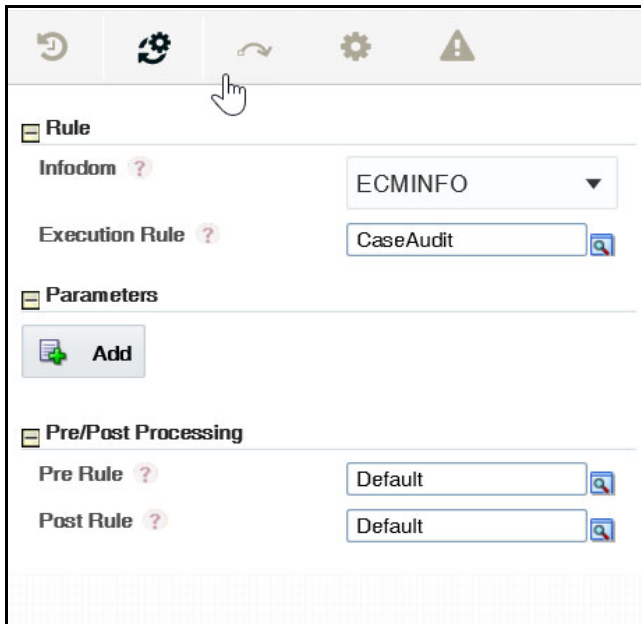 Rule
Infodom ?
ECMINFO
Execution Rule ?
CaseAudit
Parameters
Add
Pre/Post Processing
Pre Rule ?
Default
Post Rule ?
Default